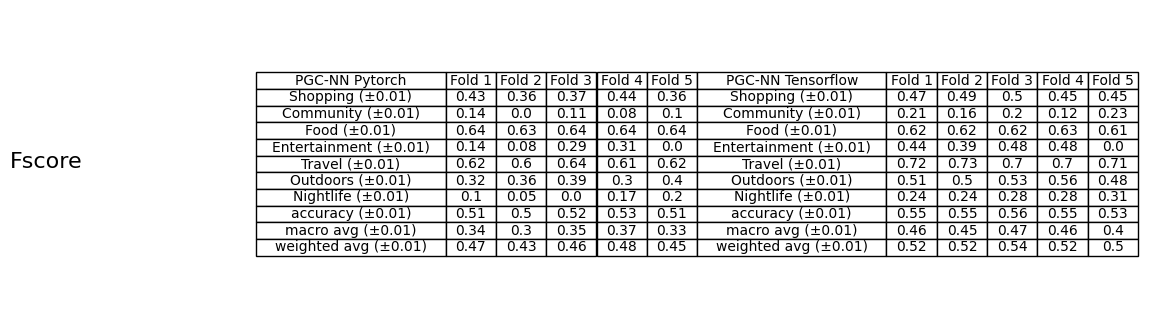 PGC-NN Pytorch Fold 1 Fold 2 Fold 3 Fold 4 Fold 5 PGC-NN Tensorflow Fold 1 Fold 2 Fold 3 Fold 4 Fold 5
Shopping (±0.01) 0.43 0.36 0.37 0.44 0.36 Shopping (±0.01) 0.47 0.49 0.5 0.45 0.45
Community (±0.01) 0.14 0.0 0.11 0.08 0.1 Community (±0.01) 0.21 0.16 0.2 0.12 0.23
Food (±0.01) 0.64 0.63 0.64 0.64 0.64 Food (±0.01) 0.62 0.62 0.62 0.63 0.61
Entertainment (±0.01) 0.14 0.08 0.29 0.31 0.0 Entertainment (±0.01) 0.44 0.39 0.48 0.48 0.0
Fscore
Travel (±0.01) 0.62 0.6 0.64 0.61 0.62 Travel (±0.01) 0.72 0.73 0.7 0.7 0.71
Outdoors (±0.01) 0.32 0.36 0.39 0.3 0.4 Outdoors (±0.01) 0.51 0.5 0.53 0.56 0.48
Nightlife (±0.01) 0.1 0.05 0.0 0.17 0.2 Nightlife (±0.01) 0.24 0.24 0.28 0.28 0.31
accuracy (±0.01) 0.51 0.5 0.52 0.53 0.51 accuracy (±0.01) 0.55 0.55 0.56 0.55 0.53
macro avg (±0.01) 0.34 0.3 0.35 0.37 0.33 macro avg (±0.01) 0.46 0.45 0.47 0.46 0.4
weighted avg (±0.01) 0.47 0.43 0.46 0.48 0.45 weighted avg (±0.01) 0.52 0.52 0.54 0.52 0.5